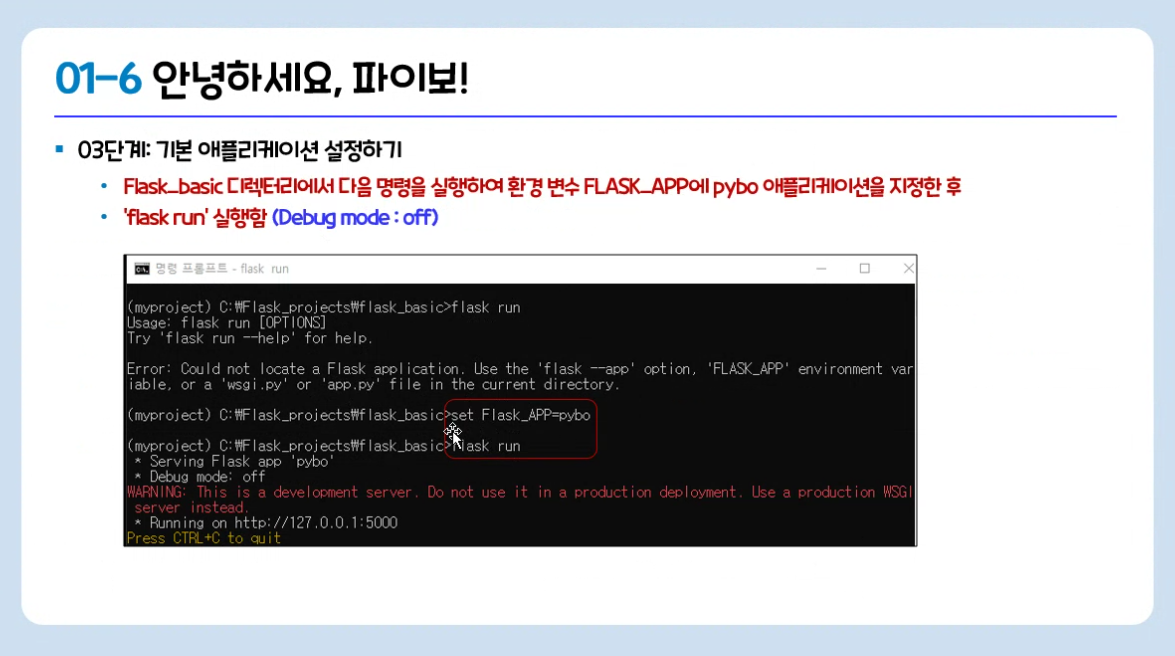 01-6 안녕하세요, 파이보!
03단계: 기본 애플리케이션 설정하기
Flask_basic 디렉터리에서 다음 명령을 실행하여 환경 변수 FLASK_APP에 pybo 애플리케이션을 지정한 후
'flask run' 실행함 (Debug mode : off)
명령 프롬프트 - flask run
(myproject) C:₩Flask_projects₩flask_basic>flask run
Usage: flask run [OPTIONS]
Try 'flask run --help' for help.
Error: Could not locate a Flask application. Use the 'flask --app' option, 'FLASK_APP' environment var
iable, or a 'wsgi.py' or 'app.py' file in the current directory.
(myproject) C:₩Flask_projects₩flask_basic>set Flask_APP=pybo
(myproject) C:₩Flask_projects₩flask_basic>flask run
* Serving Flask app 'pybo'
* Debug mode: off
WARNING: This is a development server. Do not use it in a production deployment. Use a production WSGI
server instead.
* Running on http://127.0.0.1:5000
Press CTRL+C to quit